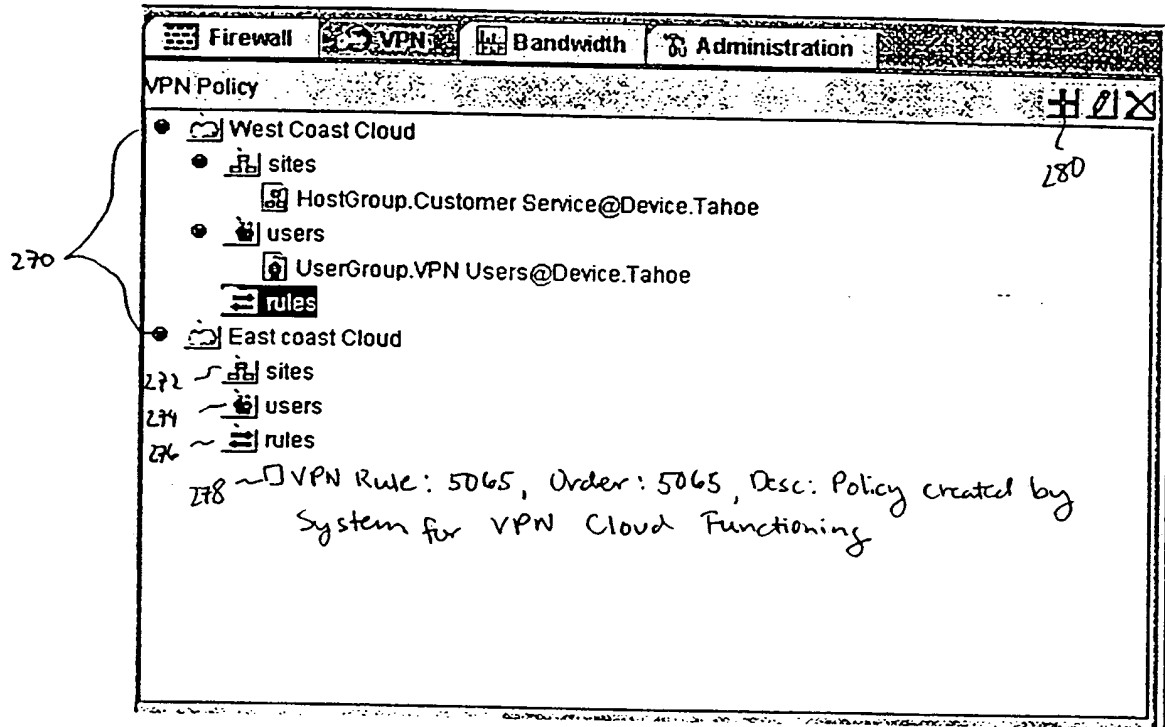 Firewall VPN Bandwidth Administration
VPN Policy
280
270
West Coast Cloud
sites
HostGroup.Customer Service@Device.Tahoe
users
UserGroup.VPN Users@Device.Tahoe
rules
East coast Cloud
272 sites
274 users
276 rules
278 VPN Rule: 5065, Order: 5065, Desc: Policy created by
System for VPN Cloud Functioning